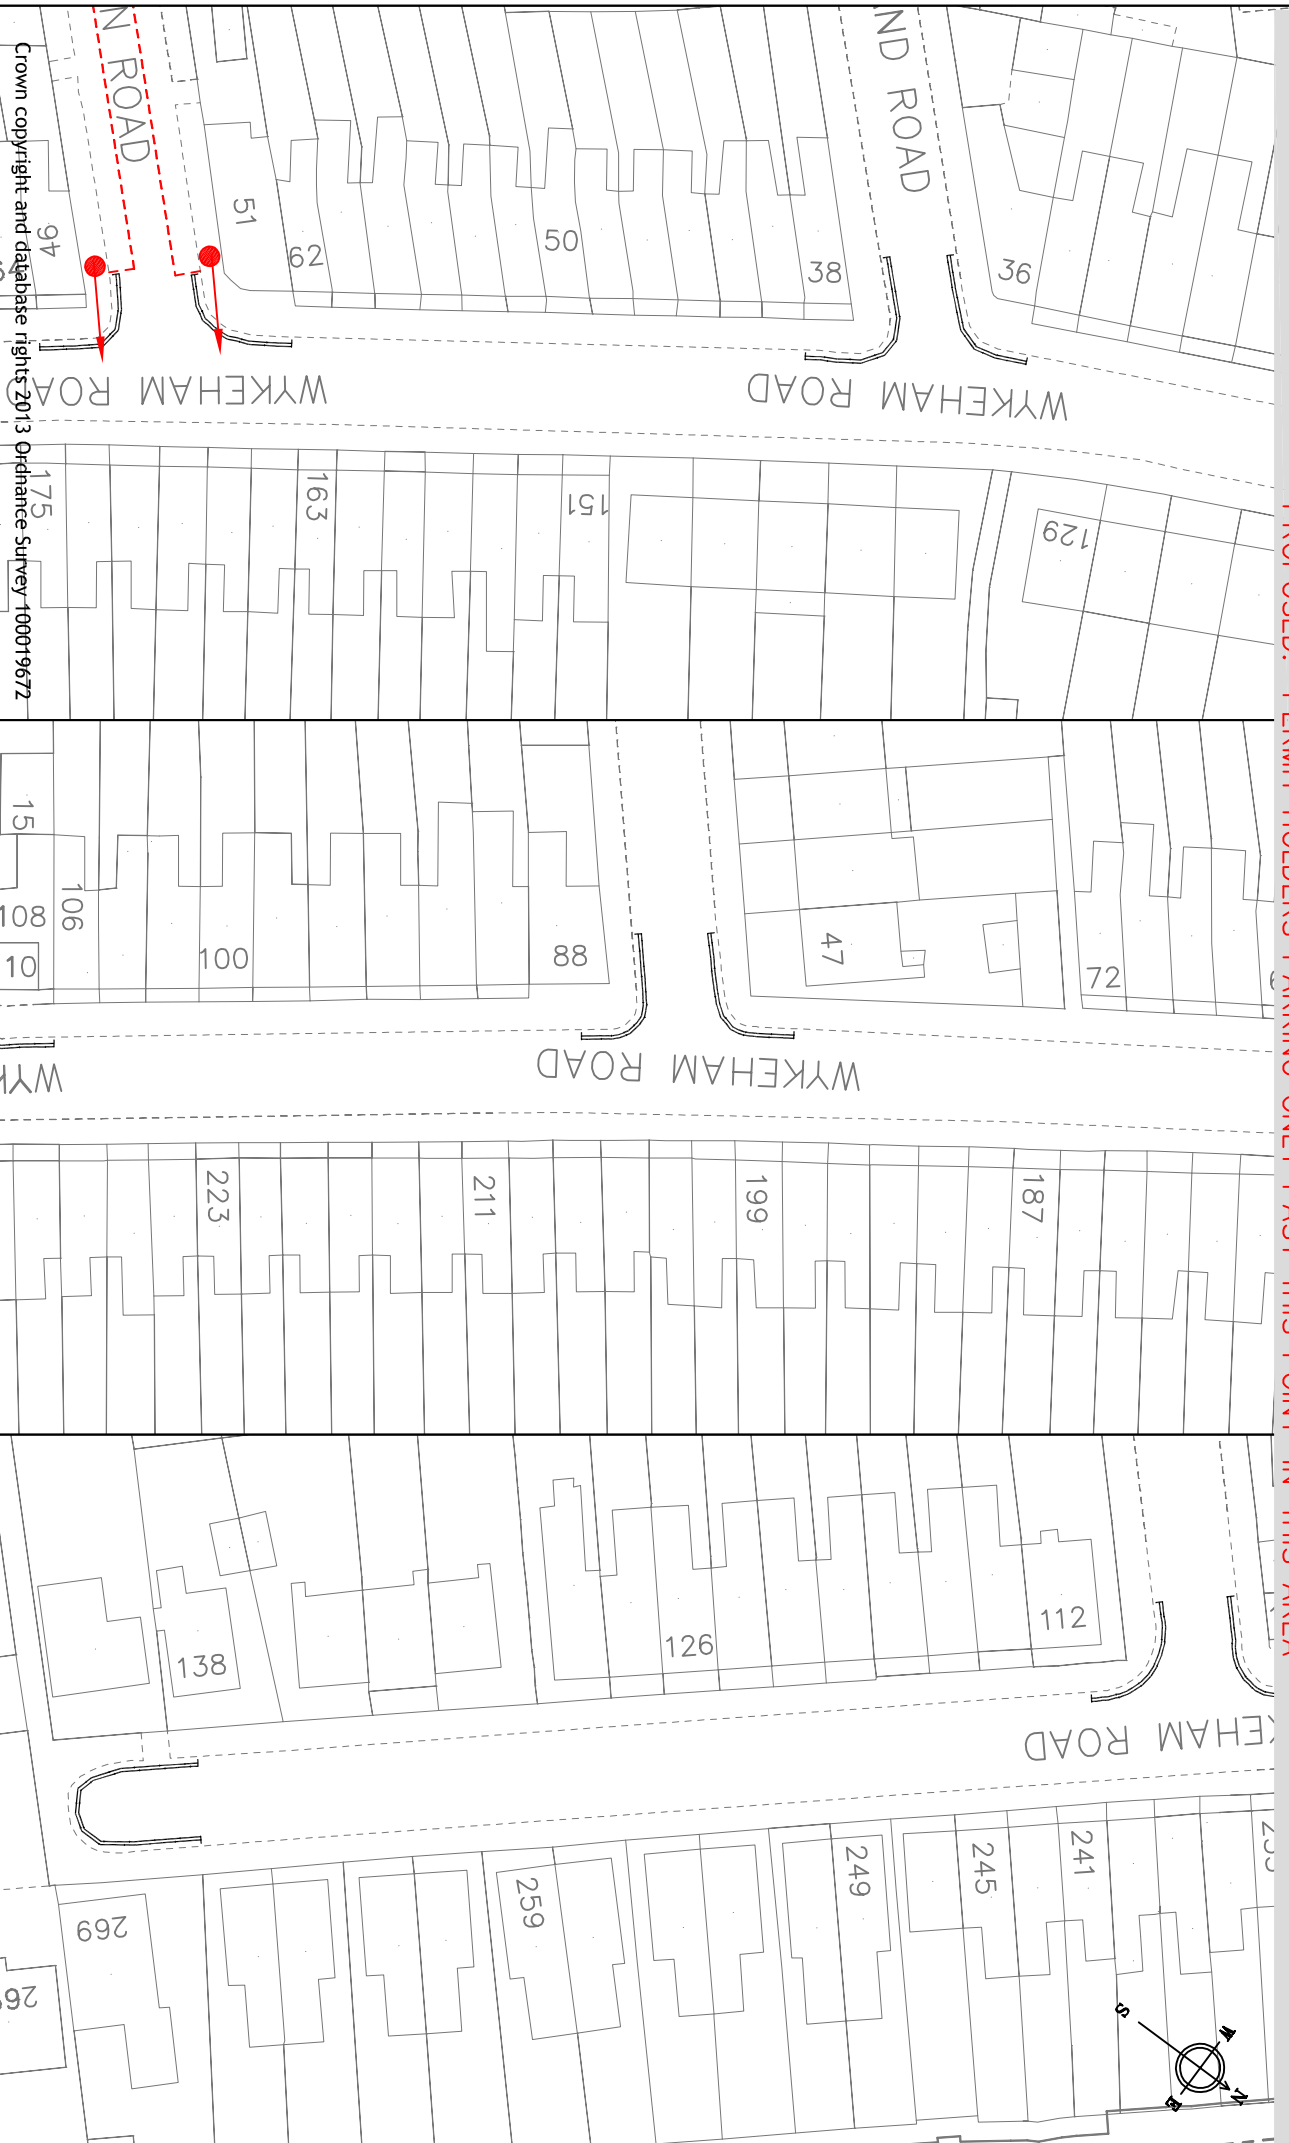 N ROAD
ND ROAD
46
51
62
50
38
36
WYKEHAM ROAD
WYKEHAM ROAD
175
163
151
129
Crown copyright and database rights 2013 Ordnance Survey 100019672
15
108
10
106
100
88
47
72
WYKEHAM ROAD
223
211
199
187
138
126
112
KEHAM ROAD
269
259
249
245
241
S
W
E
N
PROPOSED: PERMIT HOLDERS PARKING ONLY PAST THIS POINT IN THIS AREA